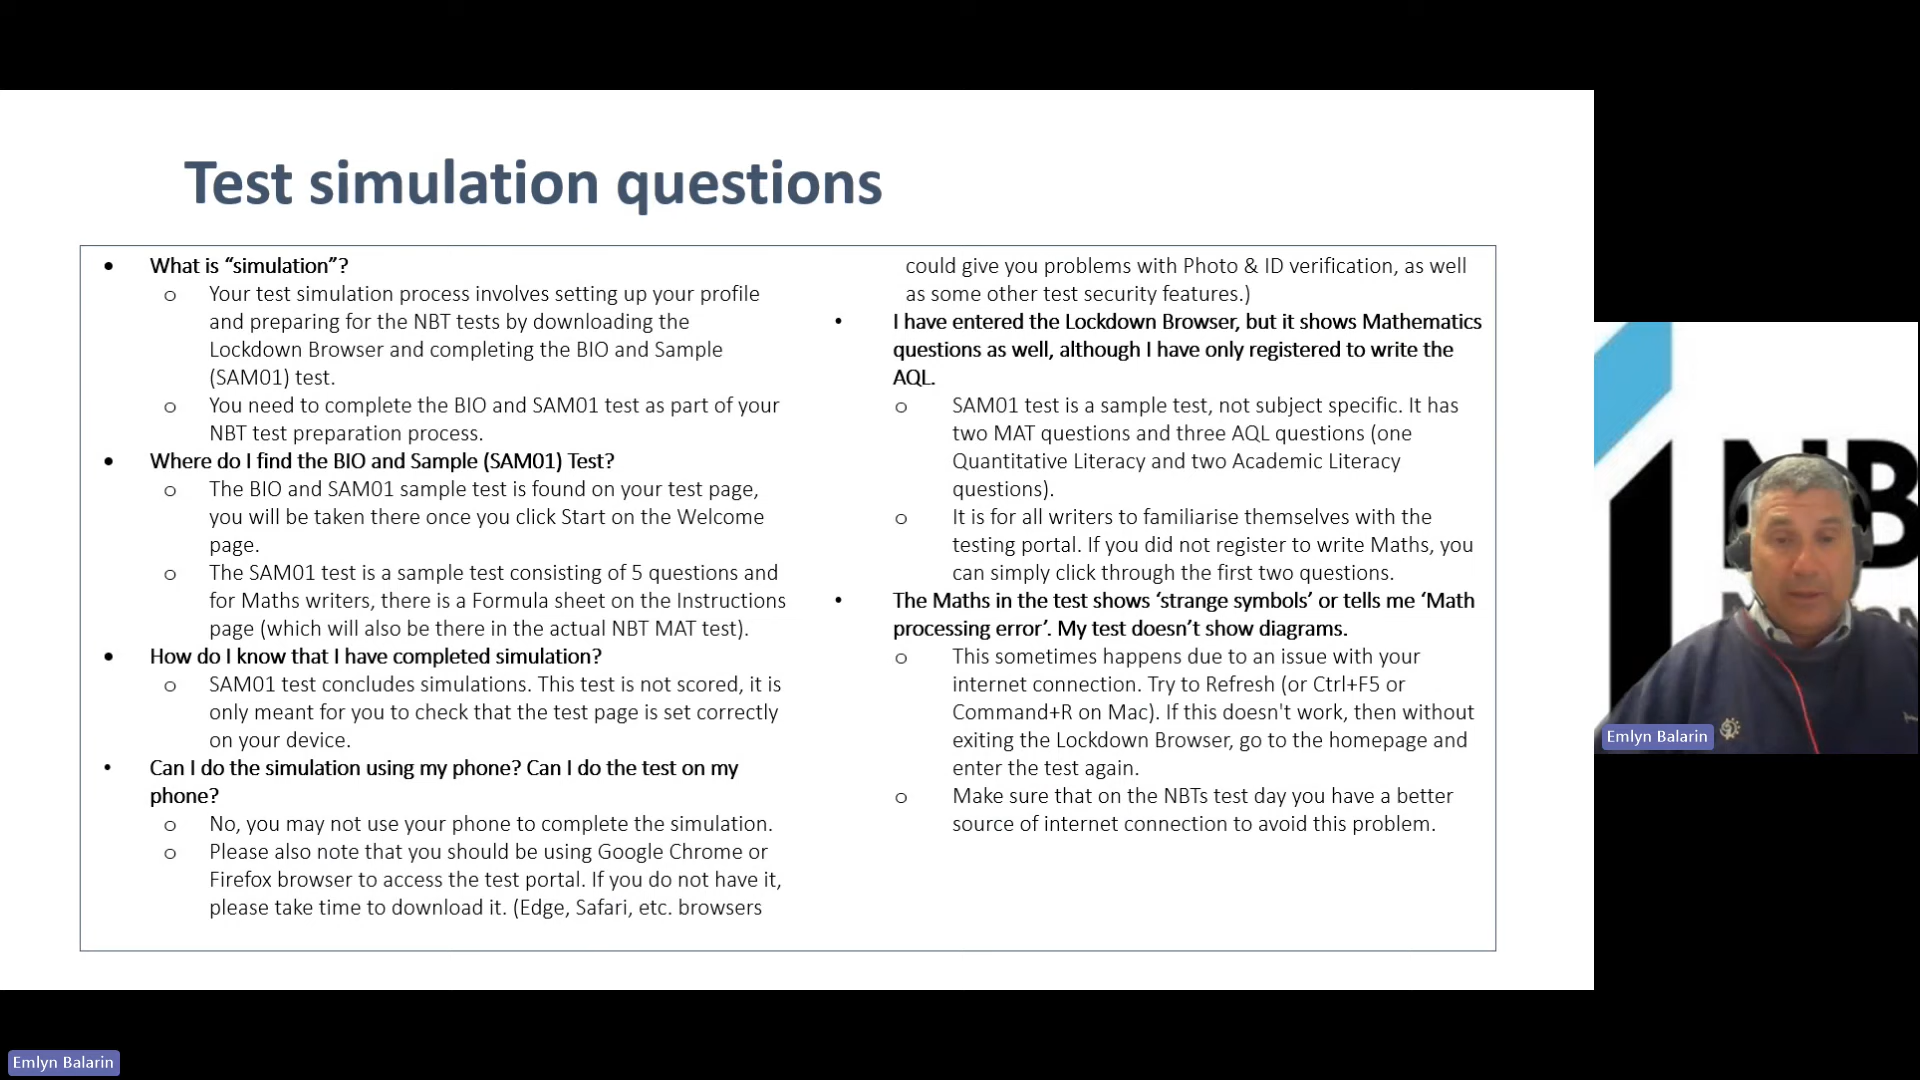 Test simulation questions
• What is “simulation”?
o Your test simulation process involves setting up your profile
and preparing for the NBT tests by downloading the
Lockdown Browser and completing the BIO and Sample
(SAM01) test.
o You need to complete the BIO and SAM01 test as part of your
NBT test preparation process.
• Where do I find the BIO and Sample (SAM01) Test?
o The BIO and SAM01 sample test is found on your test page,
you will be taken there once you click Start on the Welcome
page.
o The SAM01 test is a sample test consisting of 5 questions and
for Maths writers, there is a Formula sheet on the Instructions
page (which will also be there in the actual NBT MAT test).
• How do I know that I have completed simulation?
o SAM01 test concludes simulations. This test is not scored, it is
only meant for you to check that the test page is set correctly
on your device.
• Can I do the simulation using my phone? Can I do the test on my
phone?
o No, you may not use your phone to complete the simulation.
o Please also note that you should be using Google Chrome or
Firefox browser to access the test portal. If you do not have it,
please take time to download it. (Edge, Safari, etc. browsers
could give you problems with Photo & ID verification, as well
as some other test security features.)
• I have entered the Lockdown Browser, but it shows Mathematics
questions as well, although I have only registered to write the
AQL.
o SAM01 test is a sample test, not subject specific. It has
two MAT questions and three AQL questions (one
Quantitative Literacy and two Academic Literacy
questions).
o It is for all writers to familiarise themselves with the
testing portal. If you did not register to write Maths, you
can simply click through the first two questions.
• The Maths in the test shows ‘strange symbols’ or tells me ‘Math
processing error’. My test doesn’t show diagrams.
o This sometimes happens due to an issue with your
internet connection. Try to Refresh (or Ctrl+F5 or
Command+R on Mac). If this doesn't work, then without
exiting the Lockdown Browser, go to the homepage and
enter the test again.
o Make sure that on the NBTs test day you have a better
source of internet connection to avoid this problem.
Emlyn Balarin
Emlyn Balarin